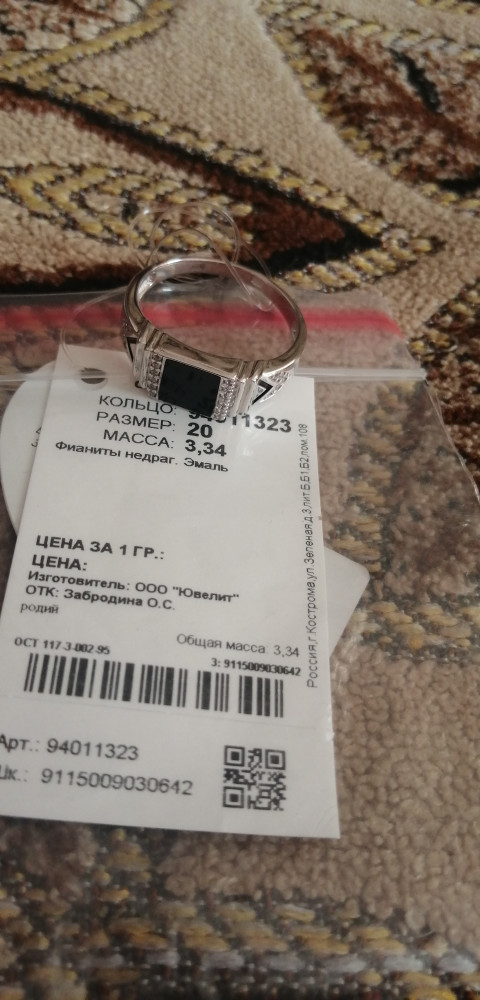 КОЛЬЦО: 94011323
РАЗМЕР: 20
МАССА: 3,34
Фианиты недраг. Эмаль
ЦЕНА ЗА 1 ГР.:
ЦЕНА:
Изготовитель: ООО "Ювелит"
ОТК: Забродина О.С.
родий
Россия,г.Кострома,ул.Зеленая,д.3,лит.Б,Б1,Б2,пом.108
ОСТ 117-3-002-95
Общая масса: 3,34
З: 9115009030642
Арт.: 94011323
Шк.: 9115009030642